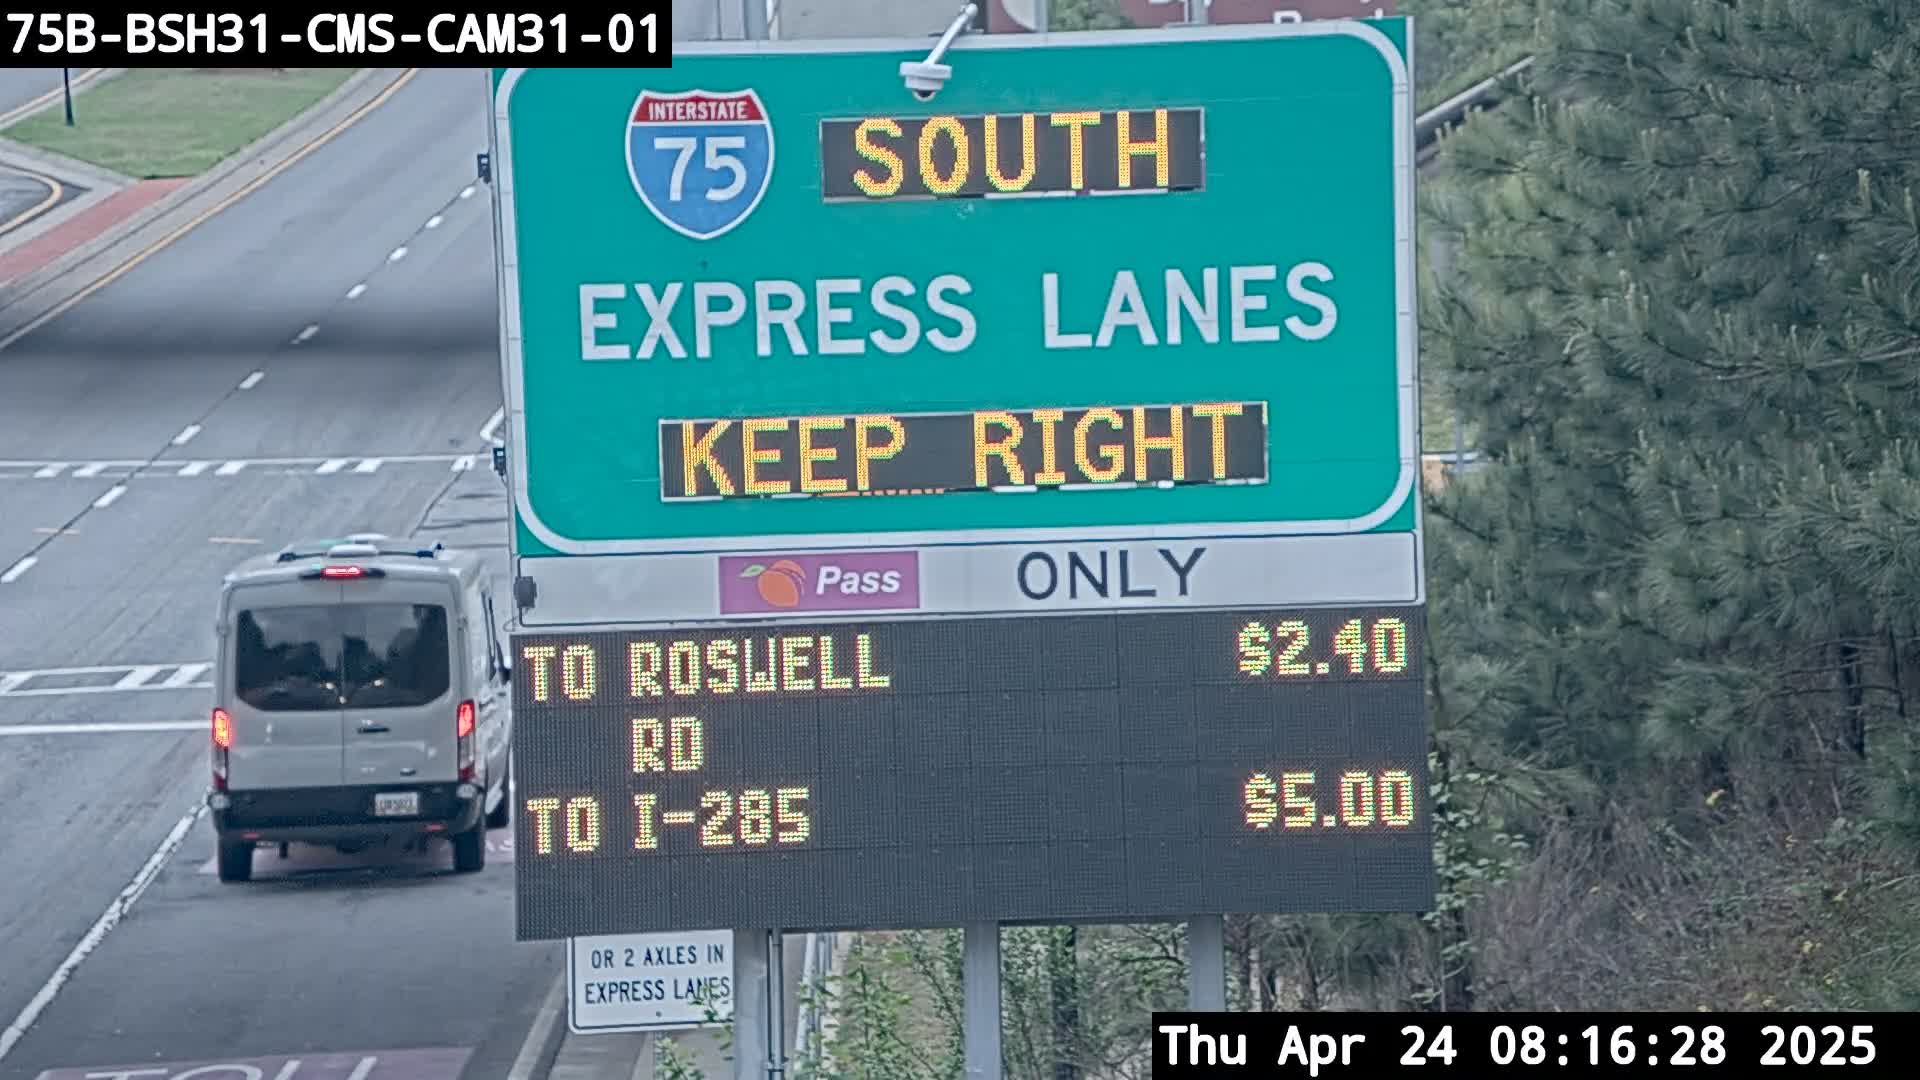 75B-BSH31-CMS-CAM31-01
INTERSTATE
75
SOUTH
EXPRESS LANES
KEEP RIGHT
Pass ONLY
TO ROSWELL $2.40
RD
TO I-285 $5.00
OR 2 AXLES IN
EXPRESS LANES
TOLL
Thu Apr 24 08:16:28 2025